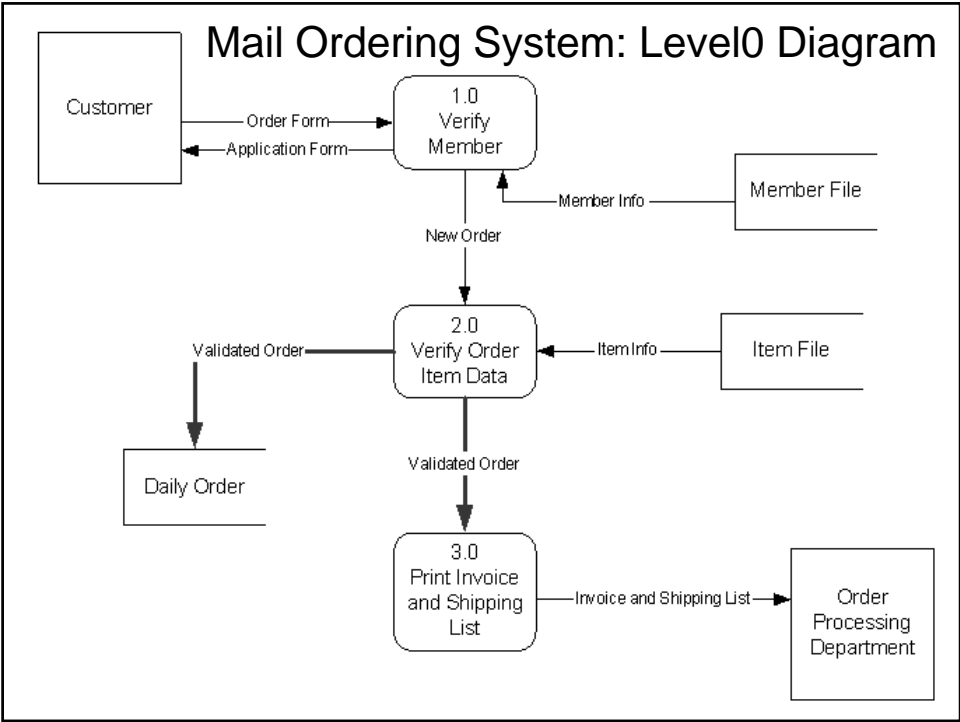 Mail Ordering System: Level0 Diagram
Customer
Order Form
Application Form
1.0
Verify
Member
Member Info
Member File
New Order
2.0
Verify Order
Item Data
Item Info
Item File
Validated Order
Daily Order
Validated Order
3.0
Print Invoice
and Shipping
List
Invoice and Shipping List
Order
Processing
Department